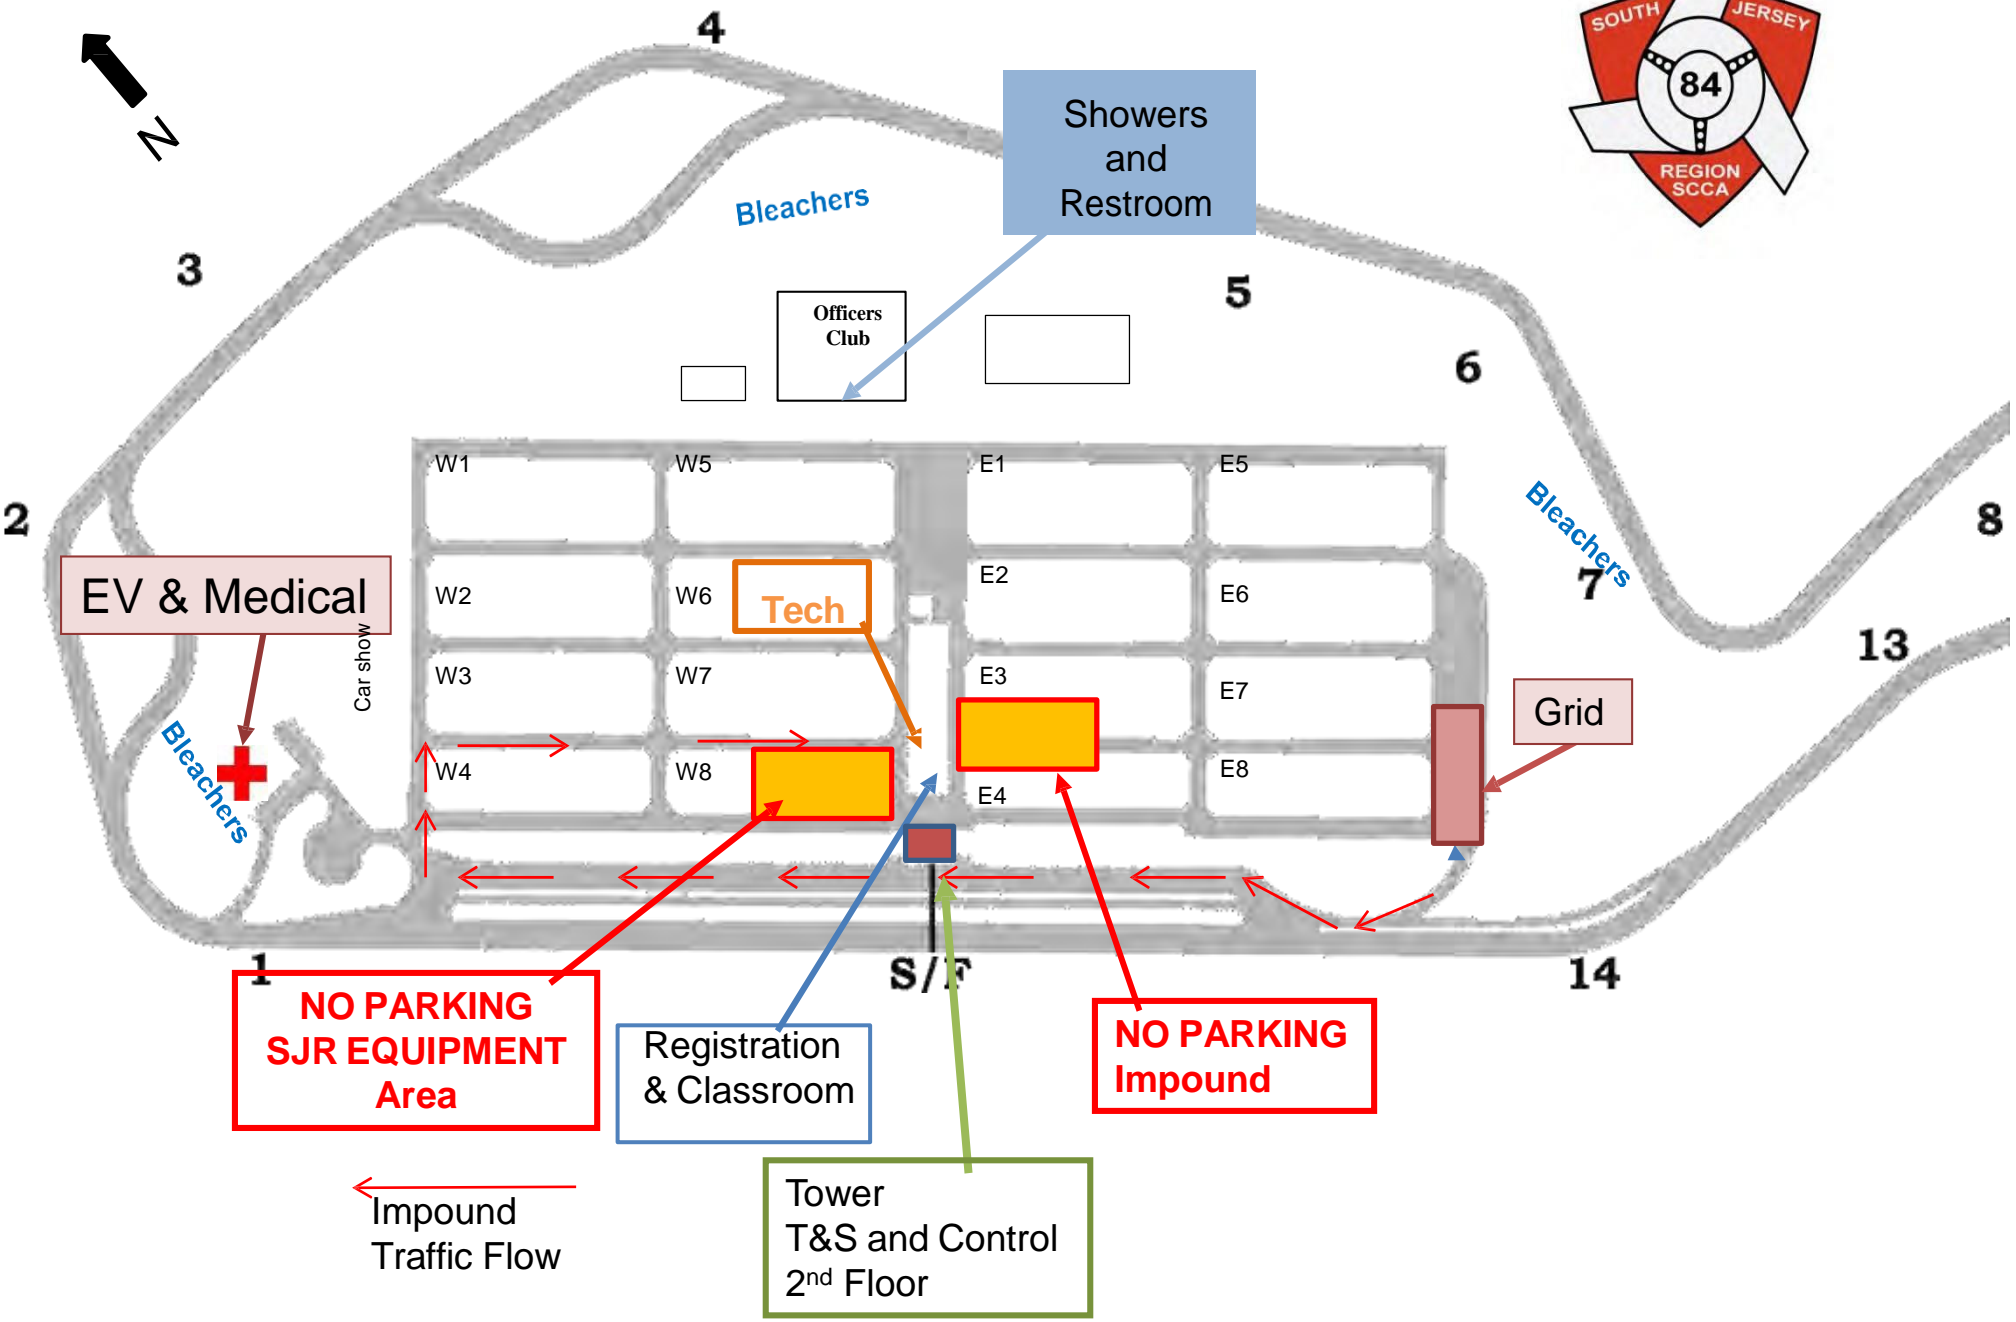 SOUTH
JERSEY
84
REGION
SCCA
4
N
Showers
and
Restroom
Bleachers
3
5
Officers
Club
6
W1
W5
E1
E5
Bleachers
2
8
EV & Medical
W2
W6
Tech
E2
E6
7
Car show
13
W3
W7
E3
E7
Grid
Bleachers
W4
W8
E4
E8
1
S/F
14
NO PARKING
SJR EQUIPMENT
Area
Registration
& Classroom
NO PARKING
Impound
Impound
Traffic Flow
Tower
T&S and Control
2nd Floor